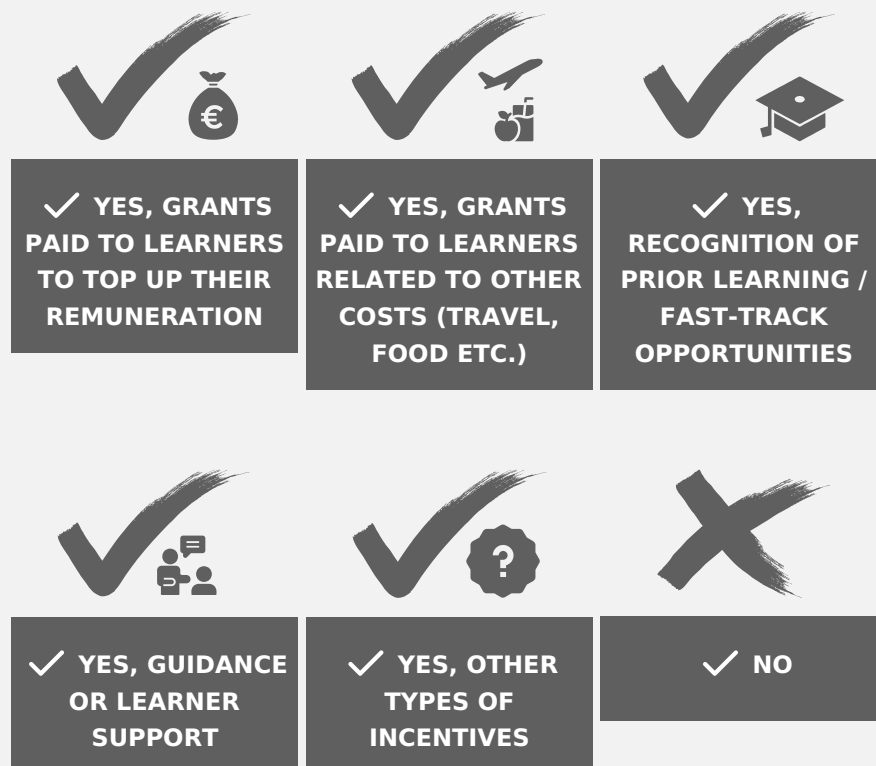 YES, GRANTS
PAID TO LEARNERS
TO TOP UP THEIR
REMUNERATION
YES, GRANTS
PAID TO LEARNERS
RELATED TO OTHER
COSTS (TRAVEL,
FOOD ETC.)
YES,
RECOGNITION OF
PRIOR LEARNING /
FAST-TRACK
OPPORTUNITIES
YES, GUIDANCE
OR LEARNER
SUPPORT
YES, OTHER
TYPES OF
INCENTIVES
NO